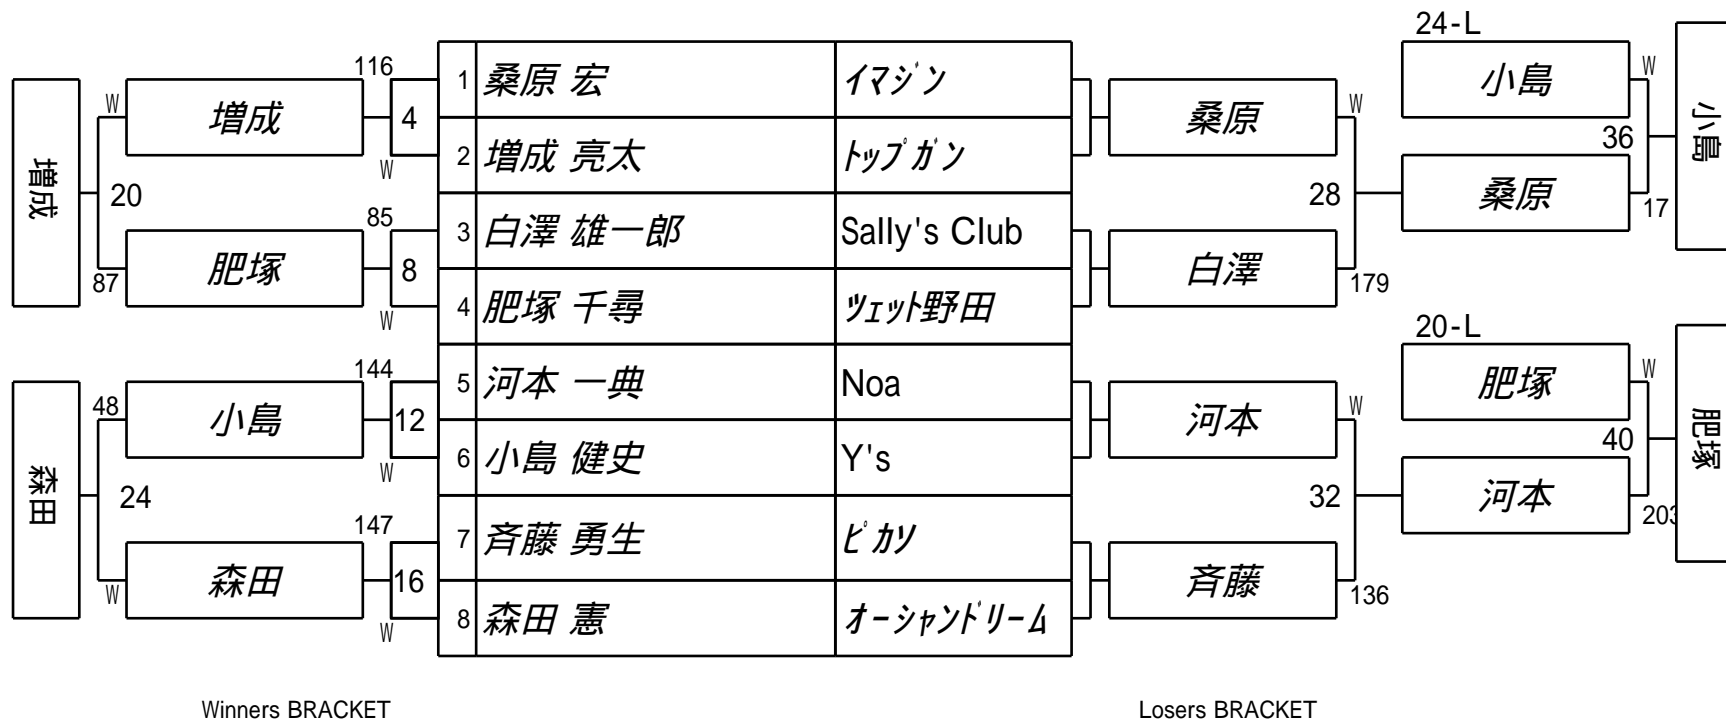 116
1 桑原 宏 イマジン
W 増成 4
2 増成 亮太 トップガン
W
増成 20
85
3 白澤 雄一郎 Sally's Club
87 肥塚 8
4 肥塚 千尋 ツェット野田
W
144
5 河本 一典 Noa
48 小島 12
6 小島 健史 Y's
W
森田 24
147
7 斉藤 勇生 ピカソ
W 森田 16
8 森田 憲 オーシャンドリーム
W
Winners BRACKET
桑原 W
28
白澤 179
河本 W
32
斉藤 136
24-L
小島 W
36
桑原 17
小島
20-L
肥塚 W
40
河本 203
肥塚
Losers BRACKET